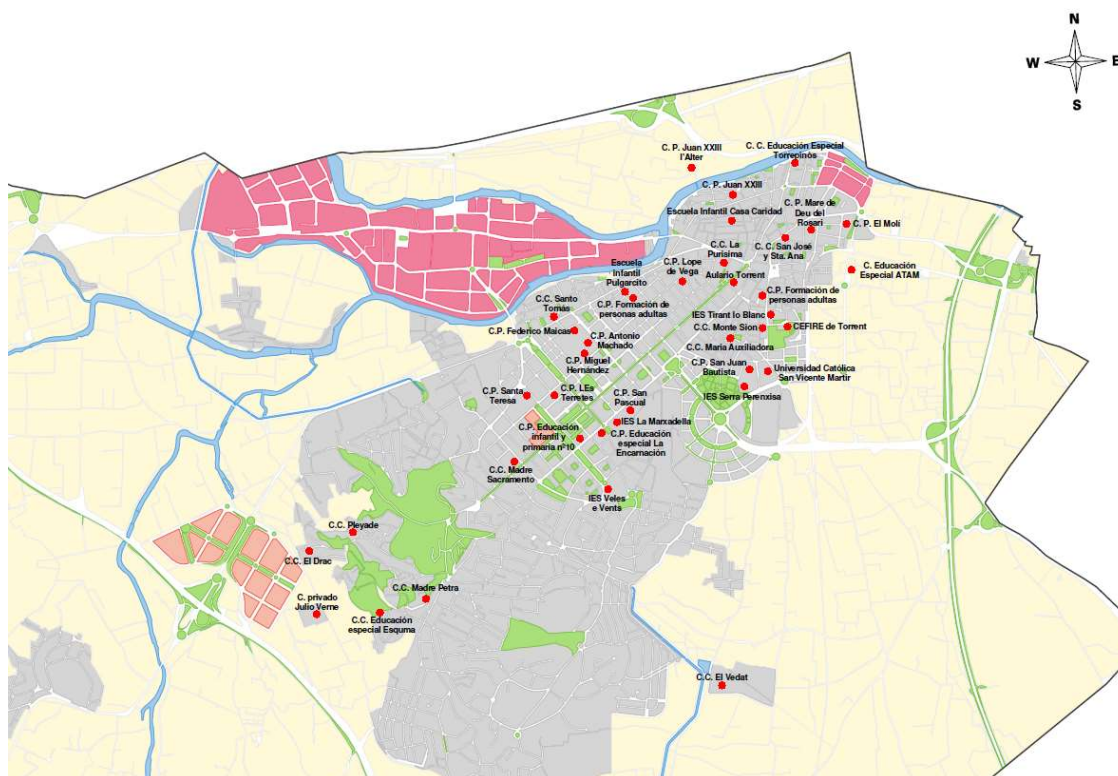 N
W
E
S
C. P. Juan XXIII
l'Alter
C. C. Educación Especial
Torrepinós
C. P. Juan XXIII
Escuela Infantil Casa Caridad
C. P. Mare de
Deu del
Rosari
C. P. El Molí
C. C. San José
y Sta. Ana
C.C. La
Purisima
Aulario Torrent
C.P. Lope
de Vega
C. Educación
Especial ATAM
Escuela
Infantil
Pulgarcito
C.P. Formación de
personas adultas
C.P. Formación de
personas adultas
C.C. Santo
Tomás
IES Tirant lo Blanc
C.P. Federico Maicas
C.C. Monte Sion
CEFIRE de Torrent
C.P. Antonio
Machado
C.C. Maria Auxiliadora
C.P. Miguel
Hernández
C.P. San Juan
Bautista
Universidad Católica
San Vicente Martir
C.P. Santa
Teresa
C.P. LEs
Terretes
C.P. San
Pascual
IES Serra Perenxisa
IES La Marxadella
C.P. Educación
infantil y
primaria nº10
C.P. Educación
especial La
Encarnación
C.C. Madre
Sacramento
IES Veles
e Vents
C.C. Pleyade
C.C. El Drac
C. privado
Julio Verne
C.C. Madre Petra
C.C. Educación
especial Esquma
C.C. El Vedat